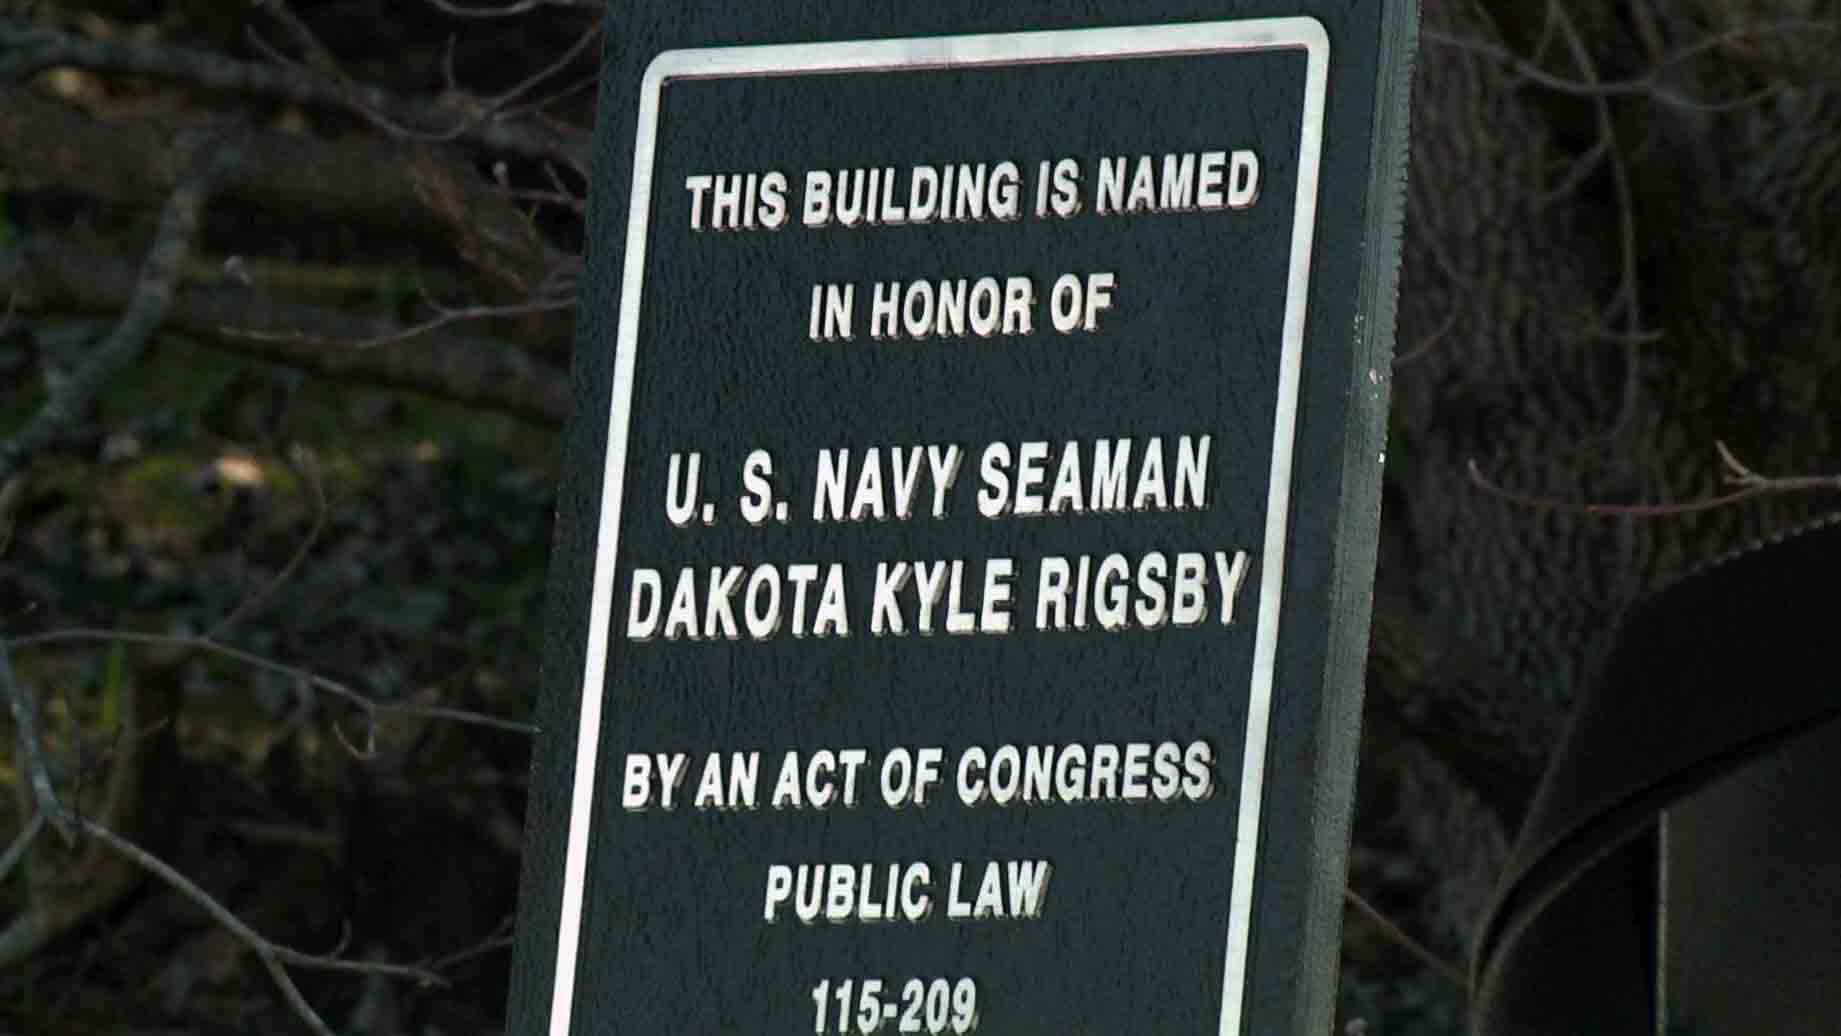 THIS BUILDING IS NAMED
IN HONOR OF
U. S. NAVY SEAMAN
DAKOTA KYLE RIGSBY
BY AN ACT OF CONGRESS
PUBLIC LAW
115-209